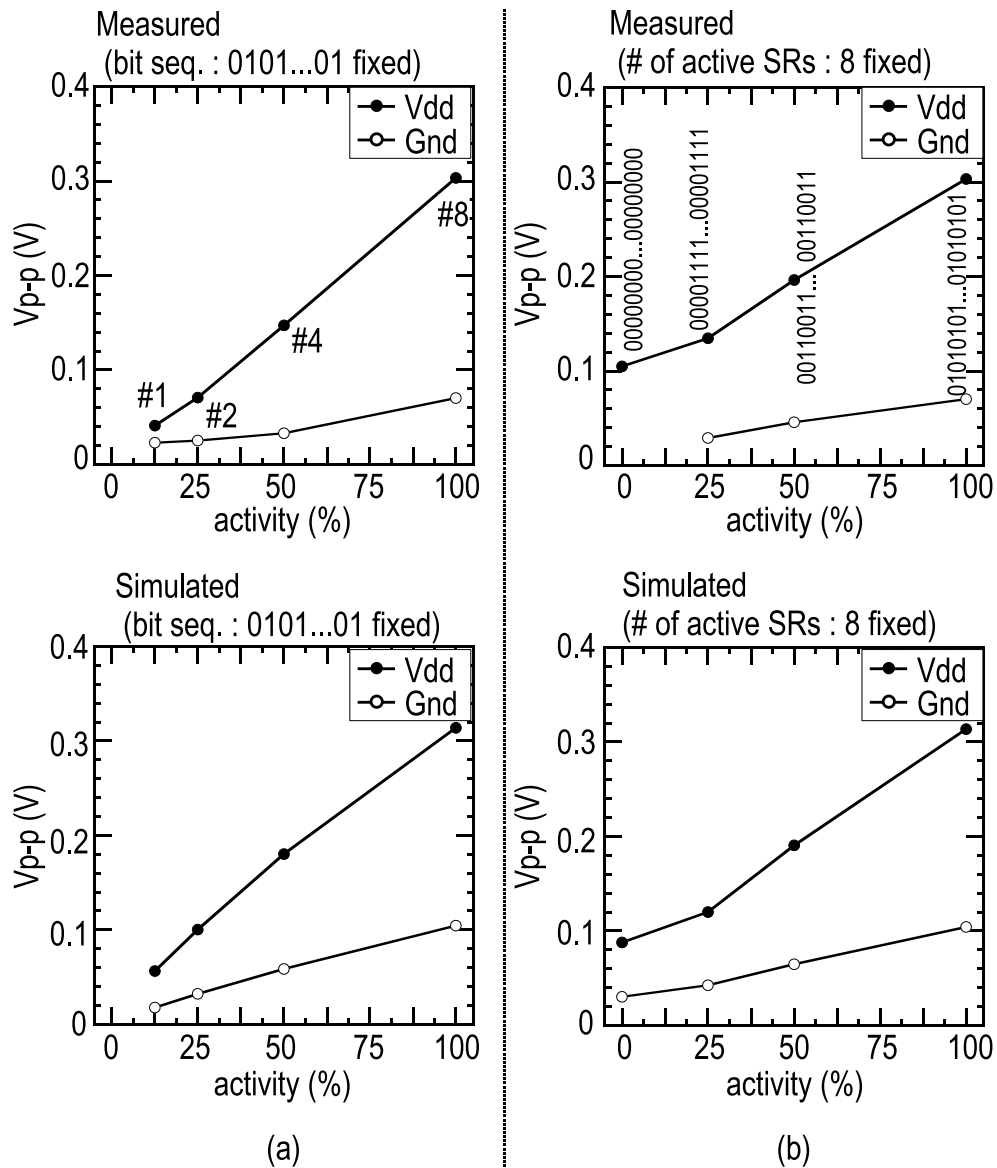 Measured
(bit seq. : 0101...01 fixed)
0.4
0.3
0.2
0.1
0
Vp-p (V)
Vdd
Gnd
#1
#2
#4
#8
0
25
50
75
100
activity (%)
Measured
(# of active SRs : 8 fixed)
0.4
0.3
0.2
0.1
0
Vp-p (V)
Vdd
Gnd
00000000...00000000
00001111...00001111
00110011...00110011
01010101...01010101
0
25
50
75
100
activity (%)
Simulated
(bit seq. : 0101...01 fixed)
0.4
0.3
0.2
0.1
0
Vp-p (V)
Vdd
Gnd
0
25
50
75
100
activity (%)
(a)
Simulated
(# of active SRs : 8 fixed)
0.4
0.3
0.2
0.1
0
Vp-p (V)
Vdd
Gnd
0
25
50
75
100
activity (%)
(b)